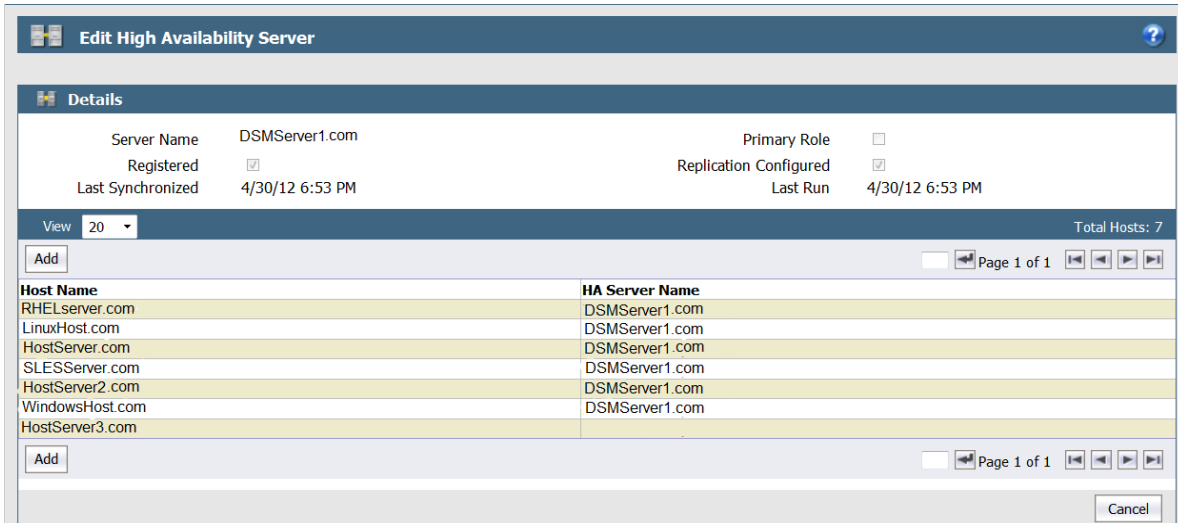 Edit High Availability Server
?
Details
Server Name DSMServer1.com Primary Role
Registered Replication Configured
Last Synchronized 4/30/12 6:53 PM Last Run 4/30/12 6:53 PM
View 20 Total Hosts: 7
Add Page 1 of 1
Host Name HA Server Name
RHELserver.com DSMServer1.com
LinuxHost.com DSMServer1.com
HostServer.com DSMServer1.com
SLESServer.com DSMServer1.com
HostServer2.com DSMServer1.com
WindowsHost.com DSMServer1.com
HostServer3.com
Add Page 1 of 1
Cancel